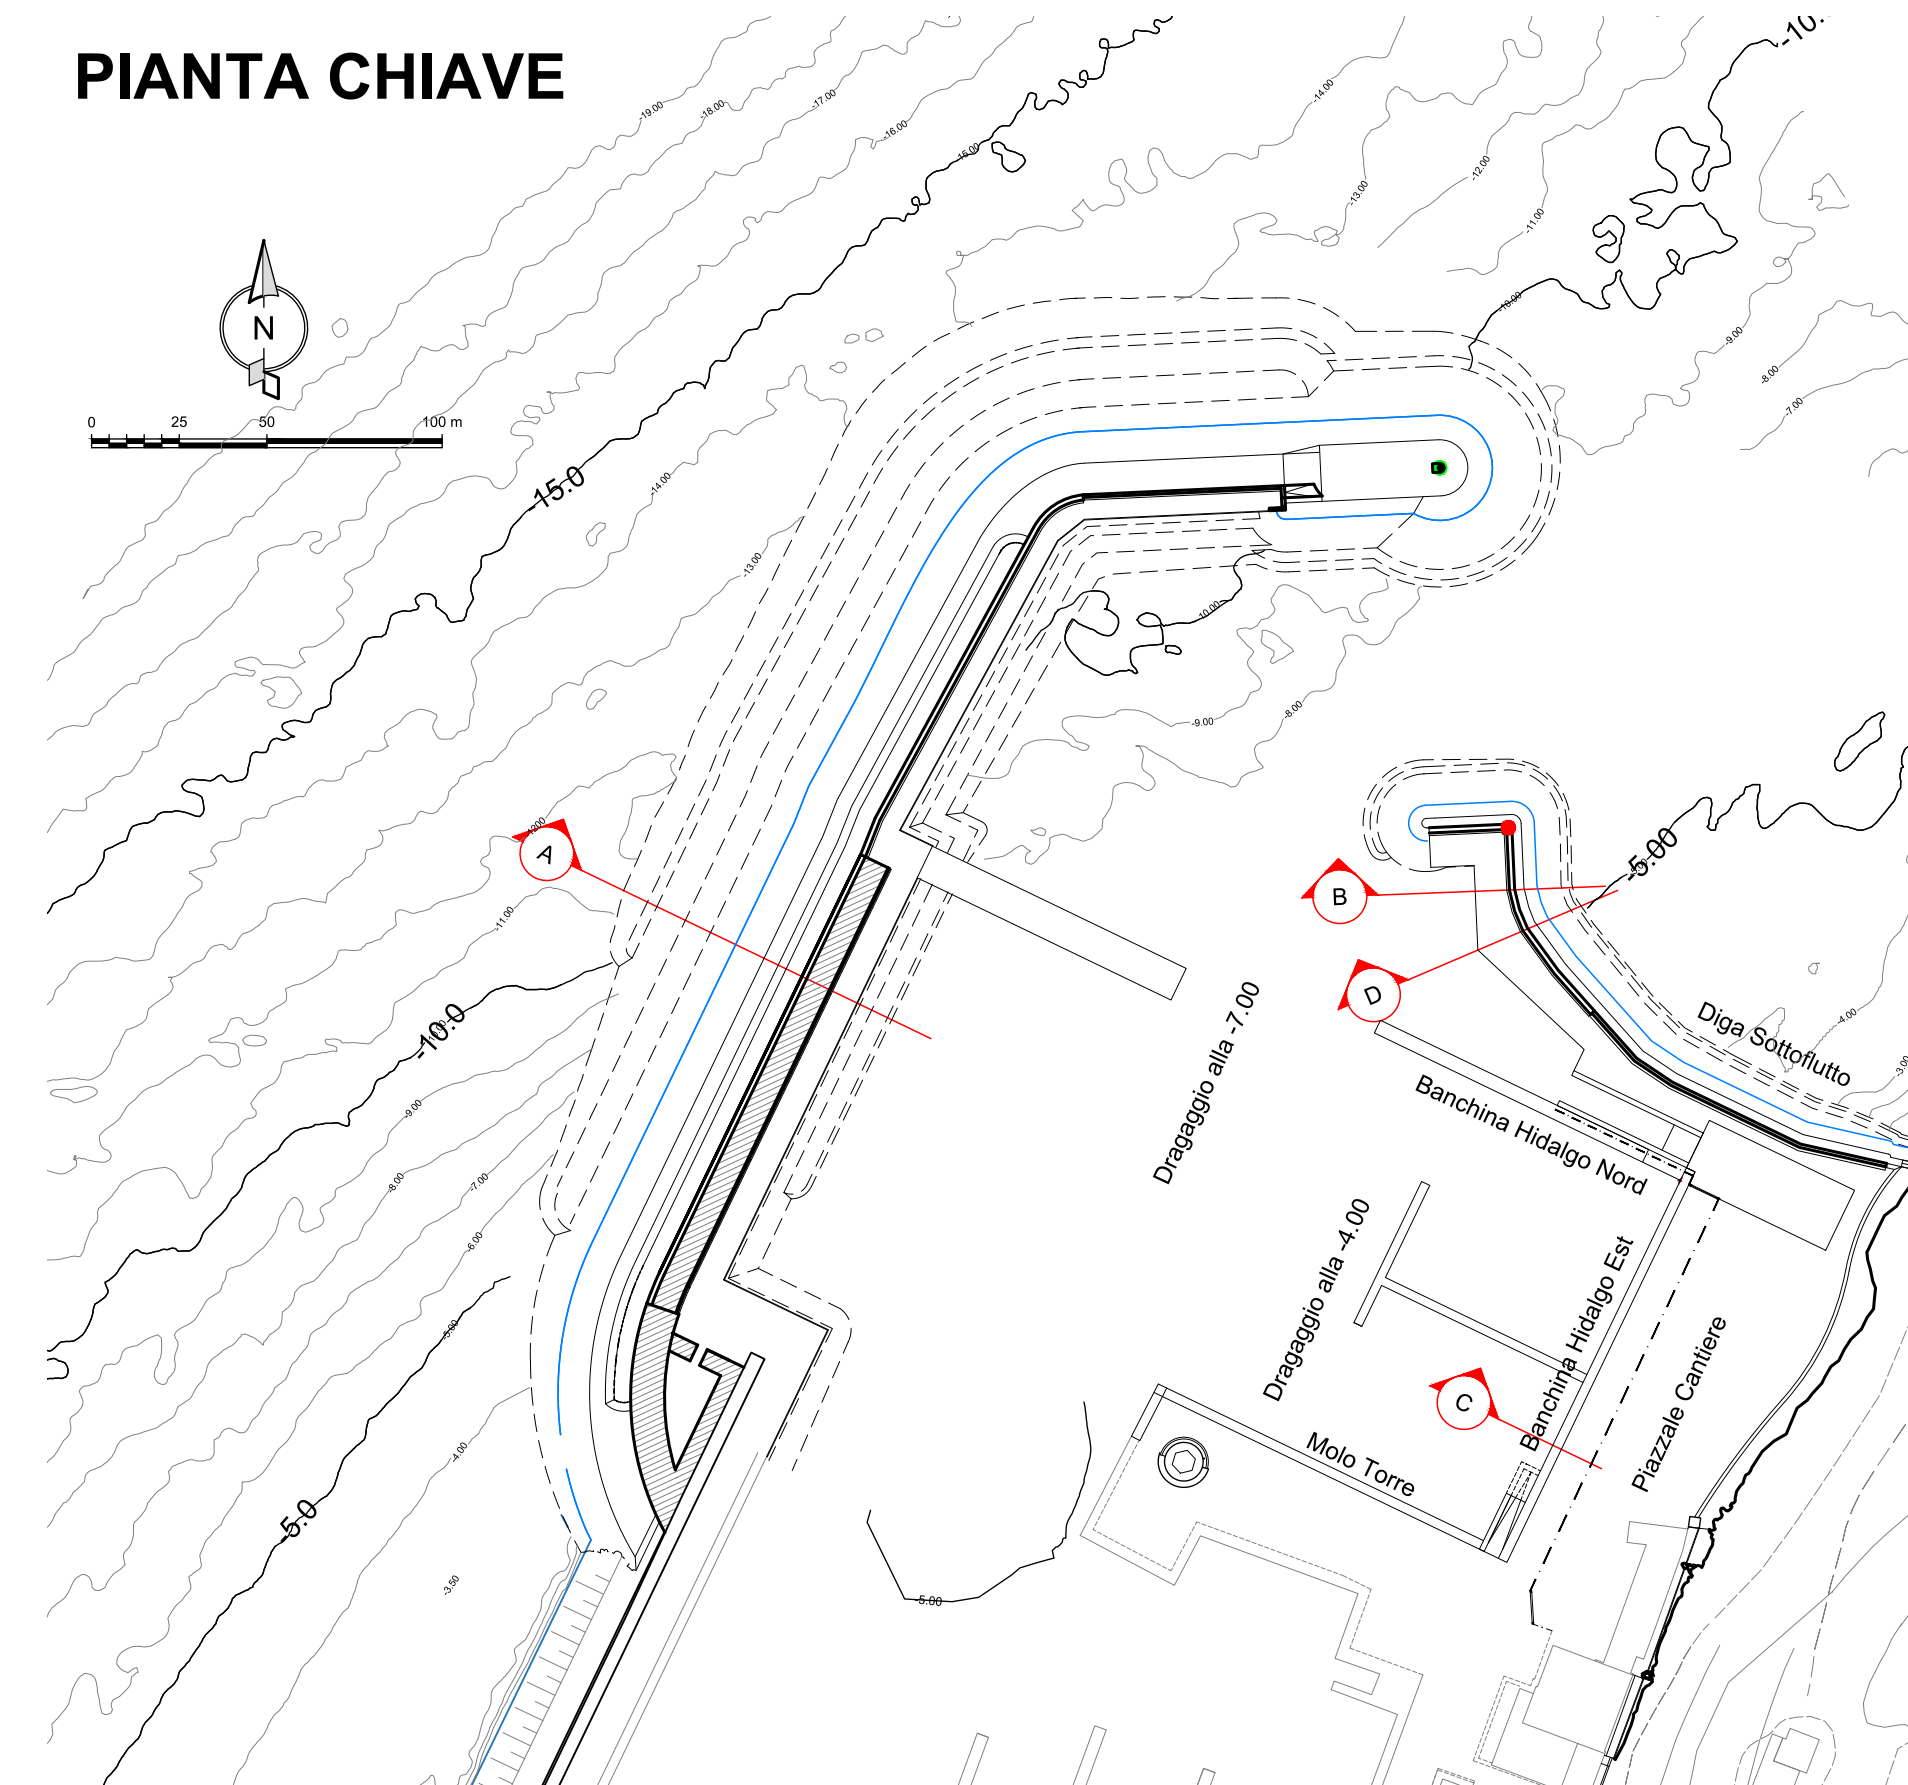 PIANTA CHIAVE
-10.
-19.00
-18.00
-17.00
-16.00
-15.00
-14.00
-13.00
-12.00
-11.00
-10.00
-9.00
-8.00
-7.00
N
0 25 50 100 m
-15.0
-14.00
-13.00
-10.00
-9.00
-8.00
A
B
D
-5.00
-11.00
-10.0
-9.00
-8.00
-7.00
-6.00
-5.00
-4.00
-3.50
-5.0
Dragaggio alla -7.00
Dragaggio alla -4.00
Diga Sottoflutto
-4.00
-3.00
Banchina Hidalgo Nord
Banchina Hidalgo Est
Piazzale Cantiere
C
Molo Torre
-5.00